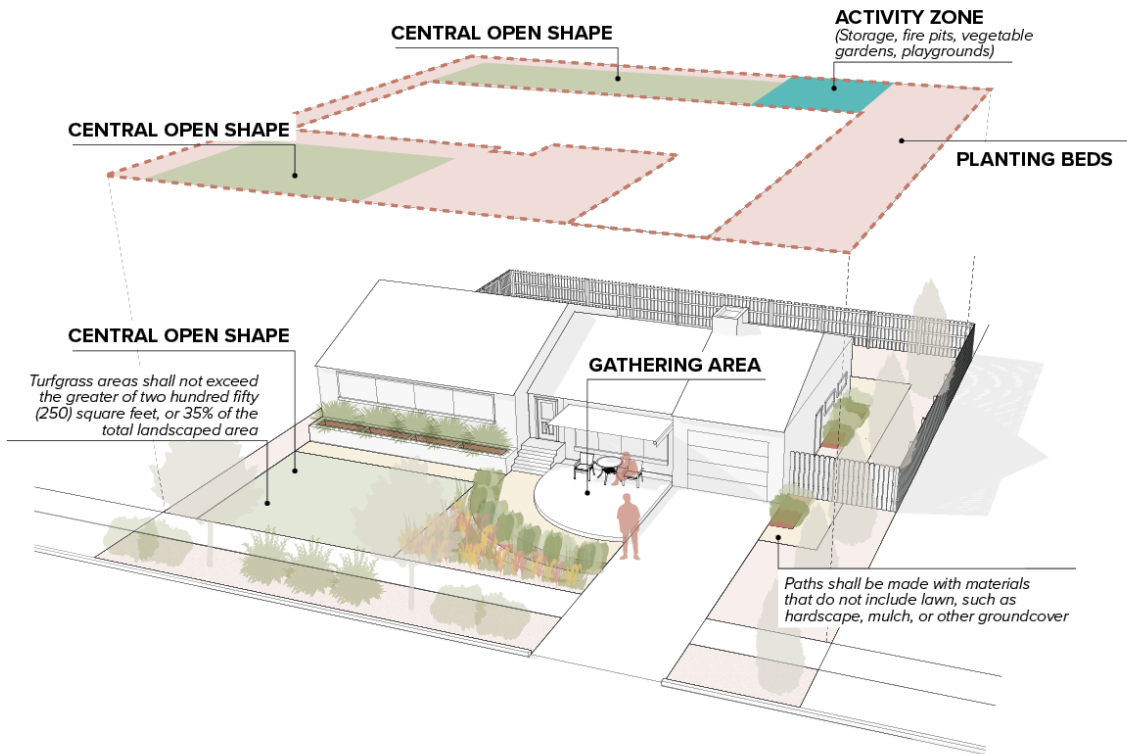 CENTRAL OPEN SHAPE
ACTIVITY ZONE
(Storage, fire pits, vegetable
gardens, playgrounds)
CENTRAL OPEN SHAPE
PLANTING BEDS
CENTRAL OPEN SHAPE
Turfgrass areas shall not exceed
the greater of two hundred fifty
(250) square feet, or 35% of the
total landscaped area
GATHERING AREA
Paths shall be made with materials
that do not include lawn, such as
hardscape, mulch, or other groundcover